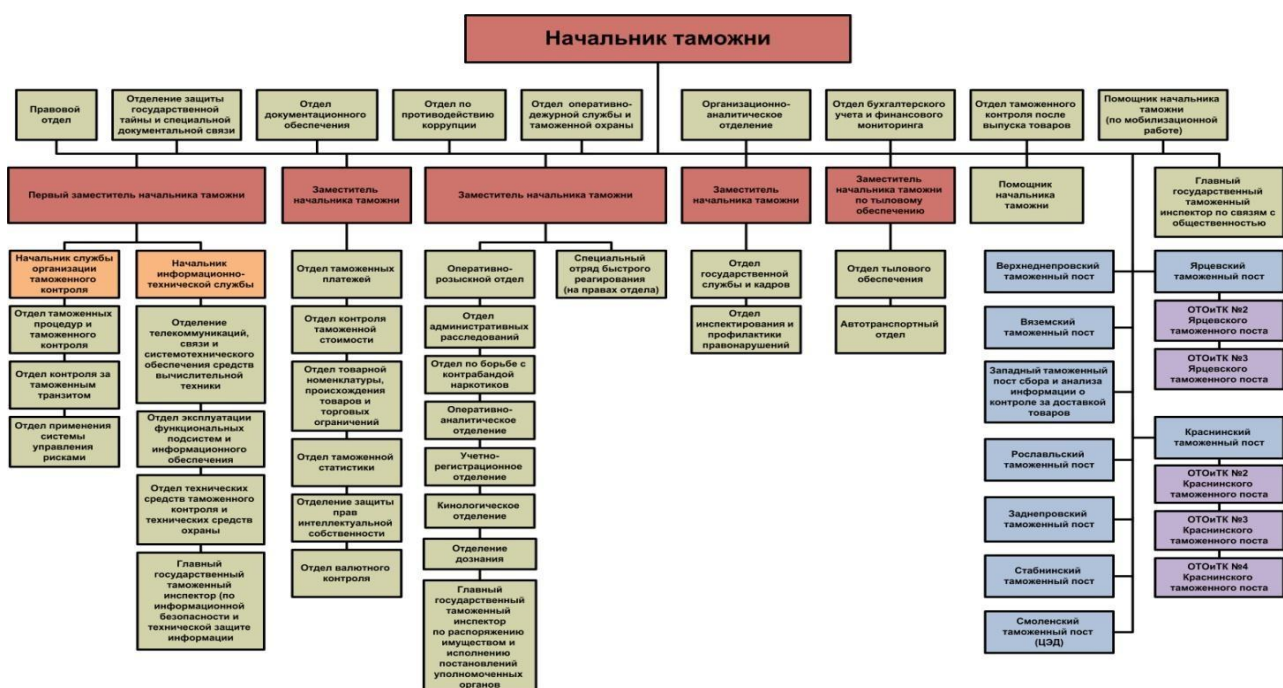 Начальник таможни
Правовой
отдел
Отделение защиты
государственной
тайны и специальной
документальной связи
Отдел
документационного
обеспечения
Отдел по
противодействию
коррупции
Отдел оперативно-
дежурной службы и
таможенной охраны
Организационно-
аналитическое
отделение
Отдел бухгалтерского
учета и финансового
мониторинга
Отдел таможенного
контроля после
выпуска товаров
Помощник начальника
таможни
(по мобилизационной
работе)
Первый заместитель начальника таможни
Заместитель
начальника таможни
Заместитель начальника таможни
Заместитель
начальника таможни
Заместитель
начальника таможни
по тыловому
обеспечению
Помощник
начальника
таможни
Главный
государственный
таможенный
инспектор по связям с
общественностью
Начальник службы
организации
таможенного
контроля
Отдел таможенных
процедур и
таможенного
контроля
Отдел контроля за
таможенным
транзитом
Отдел применения
системы
управления
рисками
Начальник
информационно-
технической службы
Отделение
телекоммуникаций,
связи и
системотехнического
обеспечения средств
вычислительной
техники
Отдел эксплуатации
функциональных
подсистем и
информационного
обеспечения
Отдел технических
средств таможенного
контроля и
технических средств
охраны
Главный
государственный
таможенный
инспектор (по
информационной
безопасности и
технической защите
информации
Отдел таможенных
платежей
Отдел контроля
таможенной
стоимости
Отдел товарной
номенклатуры,
происхождения
товаров и
торговых
ограничений
Отдел таможенной
статистики
Отделение защиты
прав
интеллектуальной
собственности
Отдел валютного
контроля
Оперативно-
розыскной отдел
Отдел
административных
расследований
Отдел по борьбе с
контрабандой
наркотиков
Оперативно-
аналитическое
отделение
Учетно-
регистрационное
отделение
Кинологическое
отделение
Отделение
дознания
Главный
государственный
таможенный
инспектор
по распоряжению
имуществом и
исполнению
постановлений
уполномоченных
органов
Специальный
отряд быстрого
реагирования
(на правах отдела)
Отдел
государственной
службы и кадров
Отдел
инспектирования и
профилактики
правонарушений
Отдел тылового
обеспечения
Автотранспортный
отдел
Верхнеднепровский
таможенный пост
Вяземский
таможенный пост
Западный таможенный
пост сбора и анализа
информации о
контроле за доставкой
товаров
Рославльский
таможенный пост
Заднепровский
таможенный пост
Стабнинский
таможенный пост
Смоленский
таможенный пост
(ЦЭД)
Ярцевский
таможенный пост
ОТОиТК №2
Ярцевского
таможенного поста
ОТОиТК №3
Ярцевского
таможенного поста
Краснинский
таможенный пост
ОТОиТК №2
Краснинского
таможенного поста
ОТОиТК №3
Краснинского
таможенного поста
ОТОиТК №4
Краснинского
таможенного поста